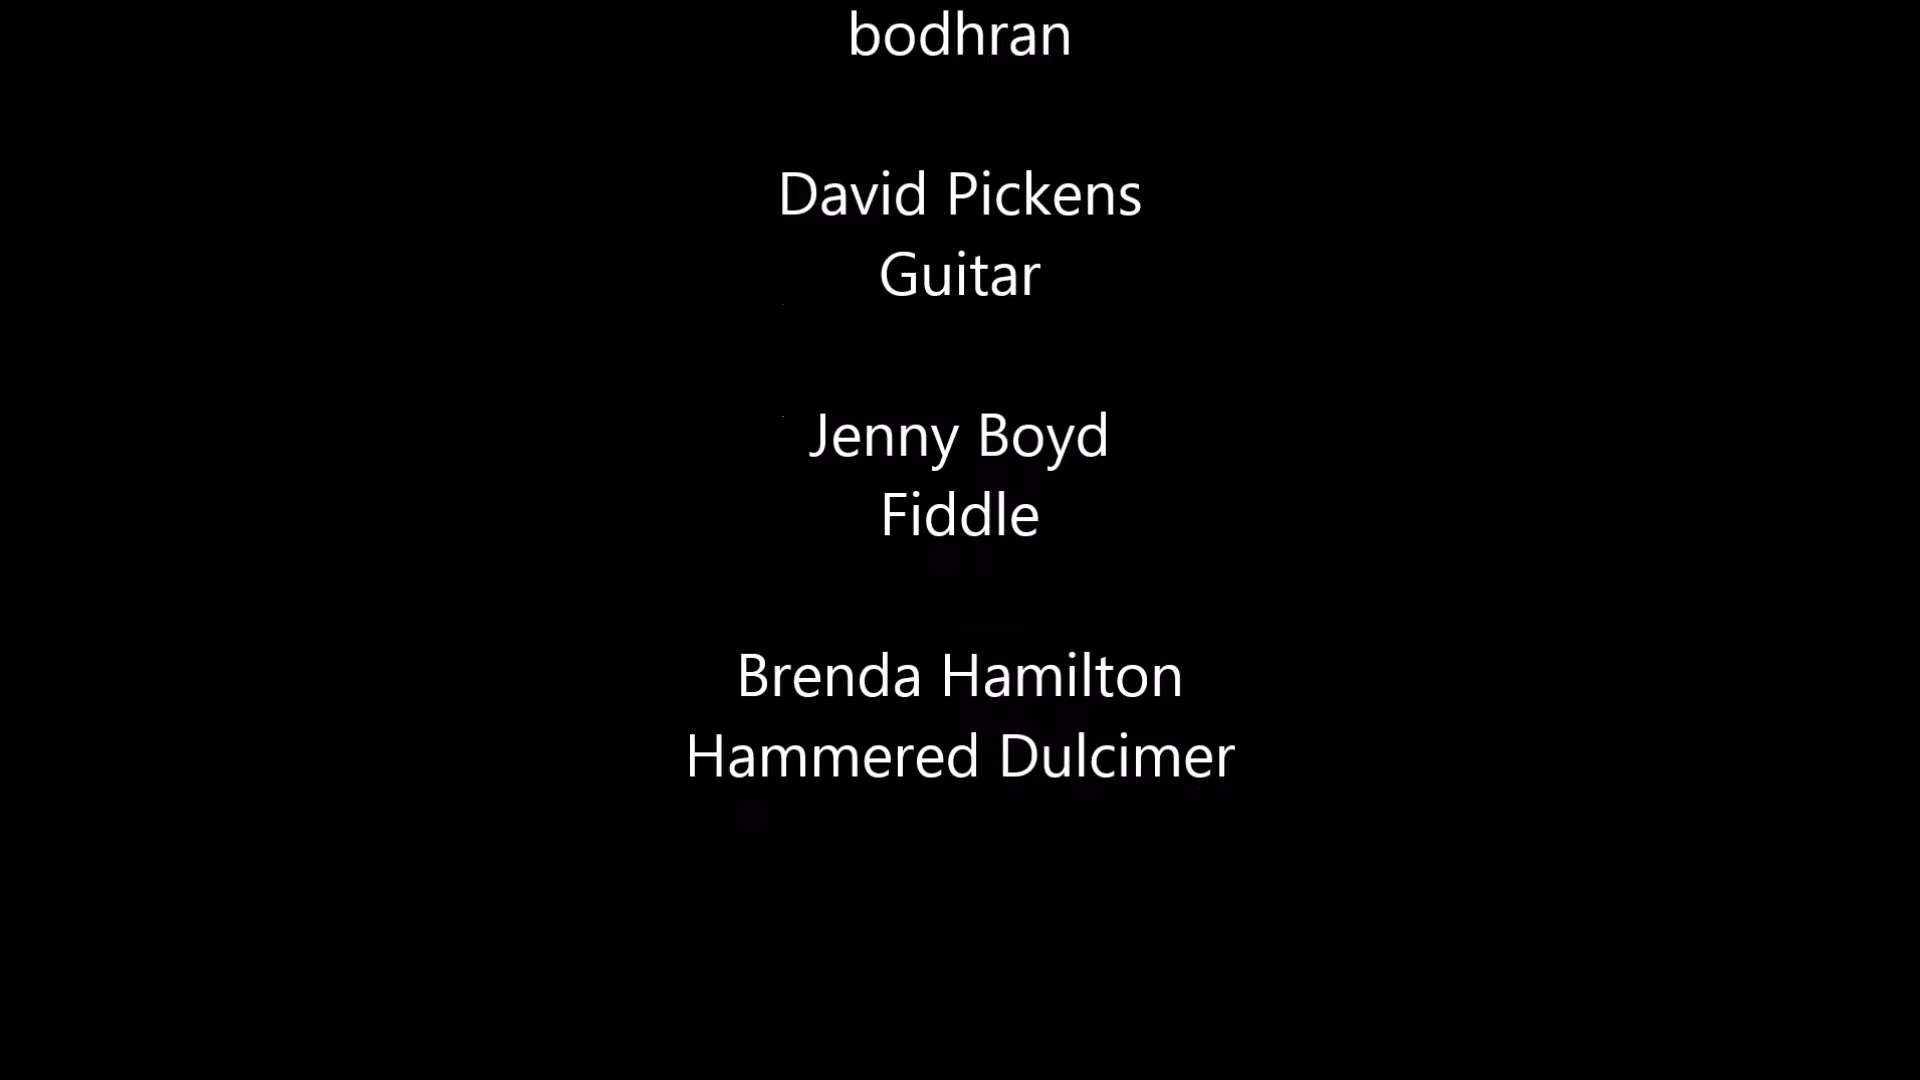 bodhran
David Pickens
Guitar
Jenny Boyd
Fiddle
Brenda Hamilton
Hammered Dulcimer